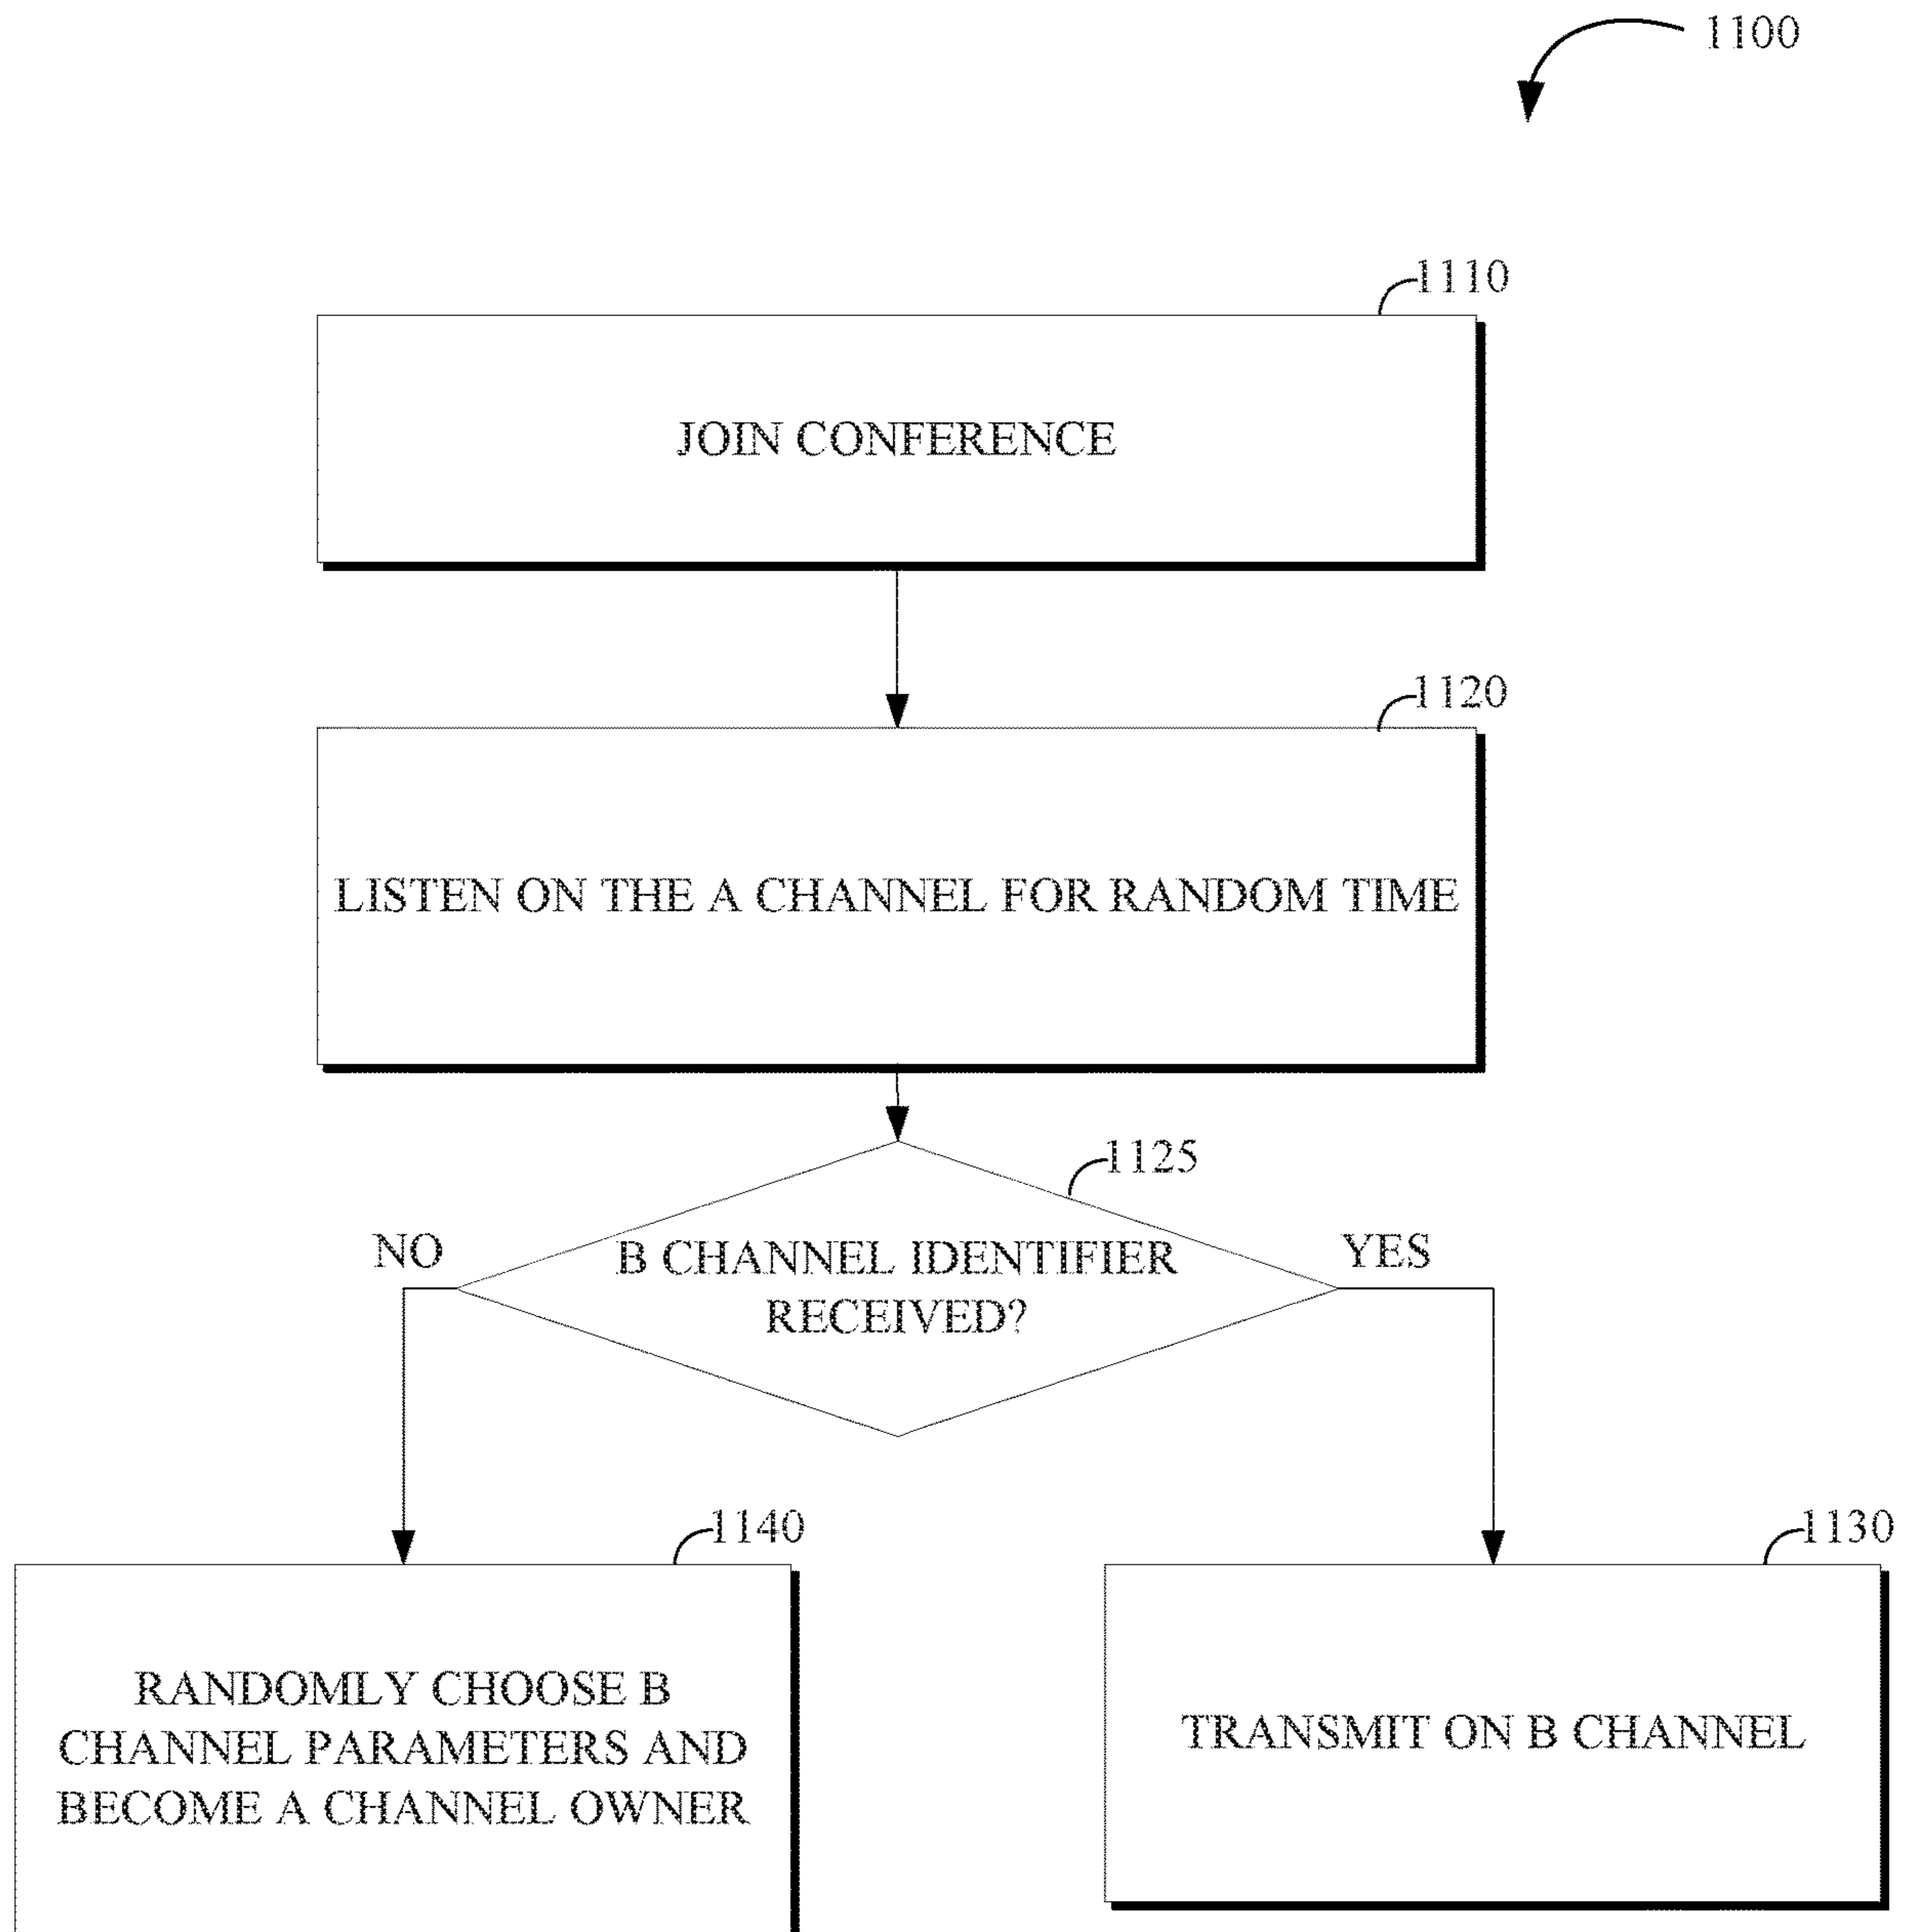 1100
1110
JOIN CONFERENCE
1120
LISTEN ON THE A CHANNEL FOR RANDOM TIME
1125
NO
B CHANNEL IDENTIFIER
RECEIVED?
YES
1140
RANDOMLY CHOOSE B
CHANNEL PARAMETERS AND
BECOME A CHANNEL OWNER
1130
TRANSMIT ON B CHANNEL